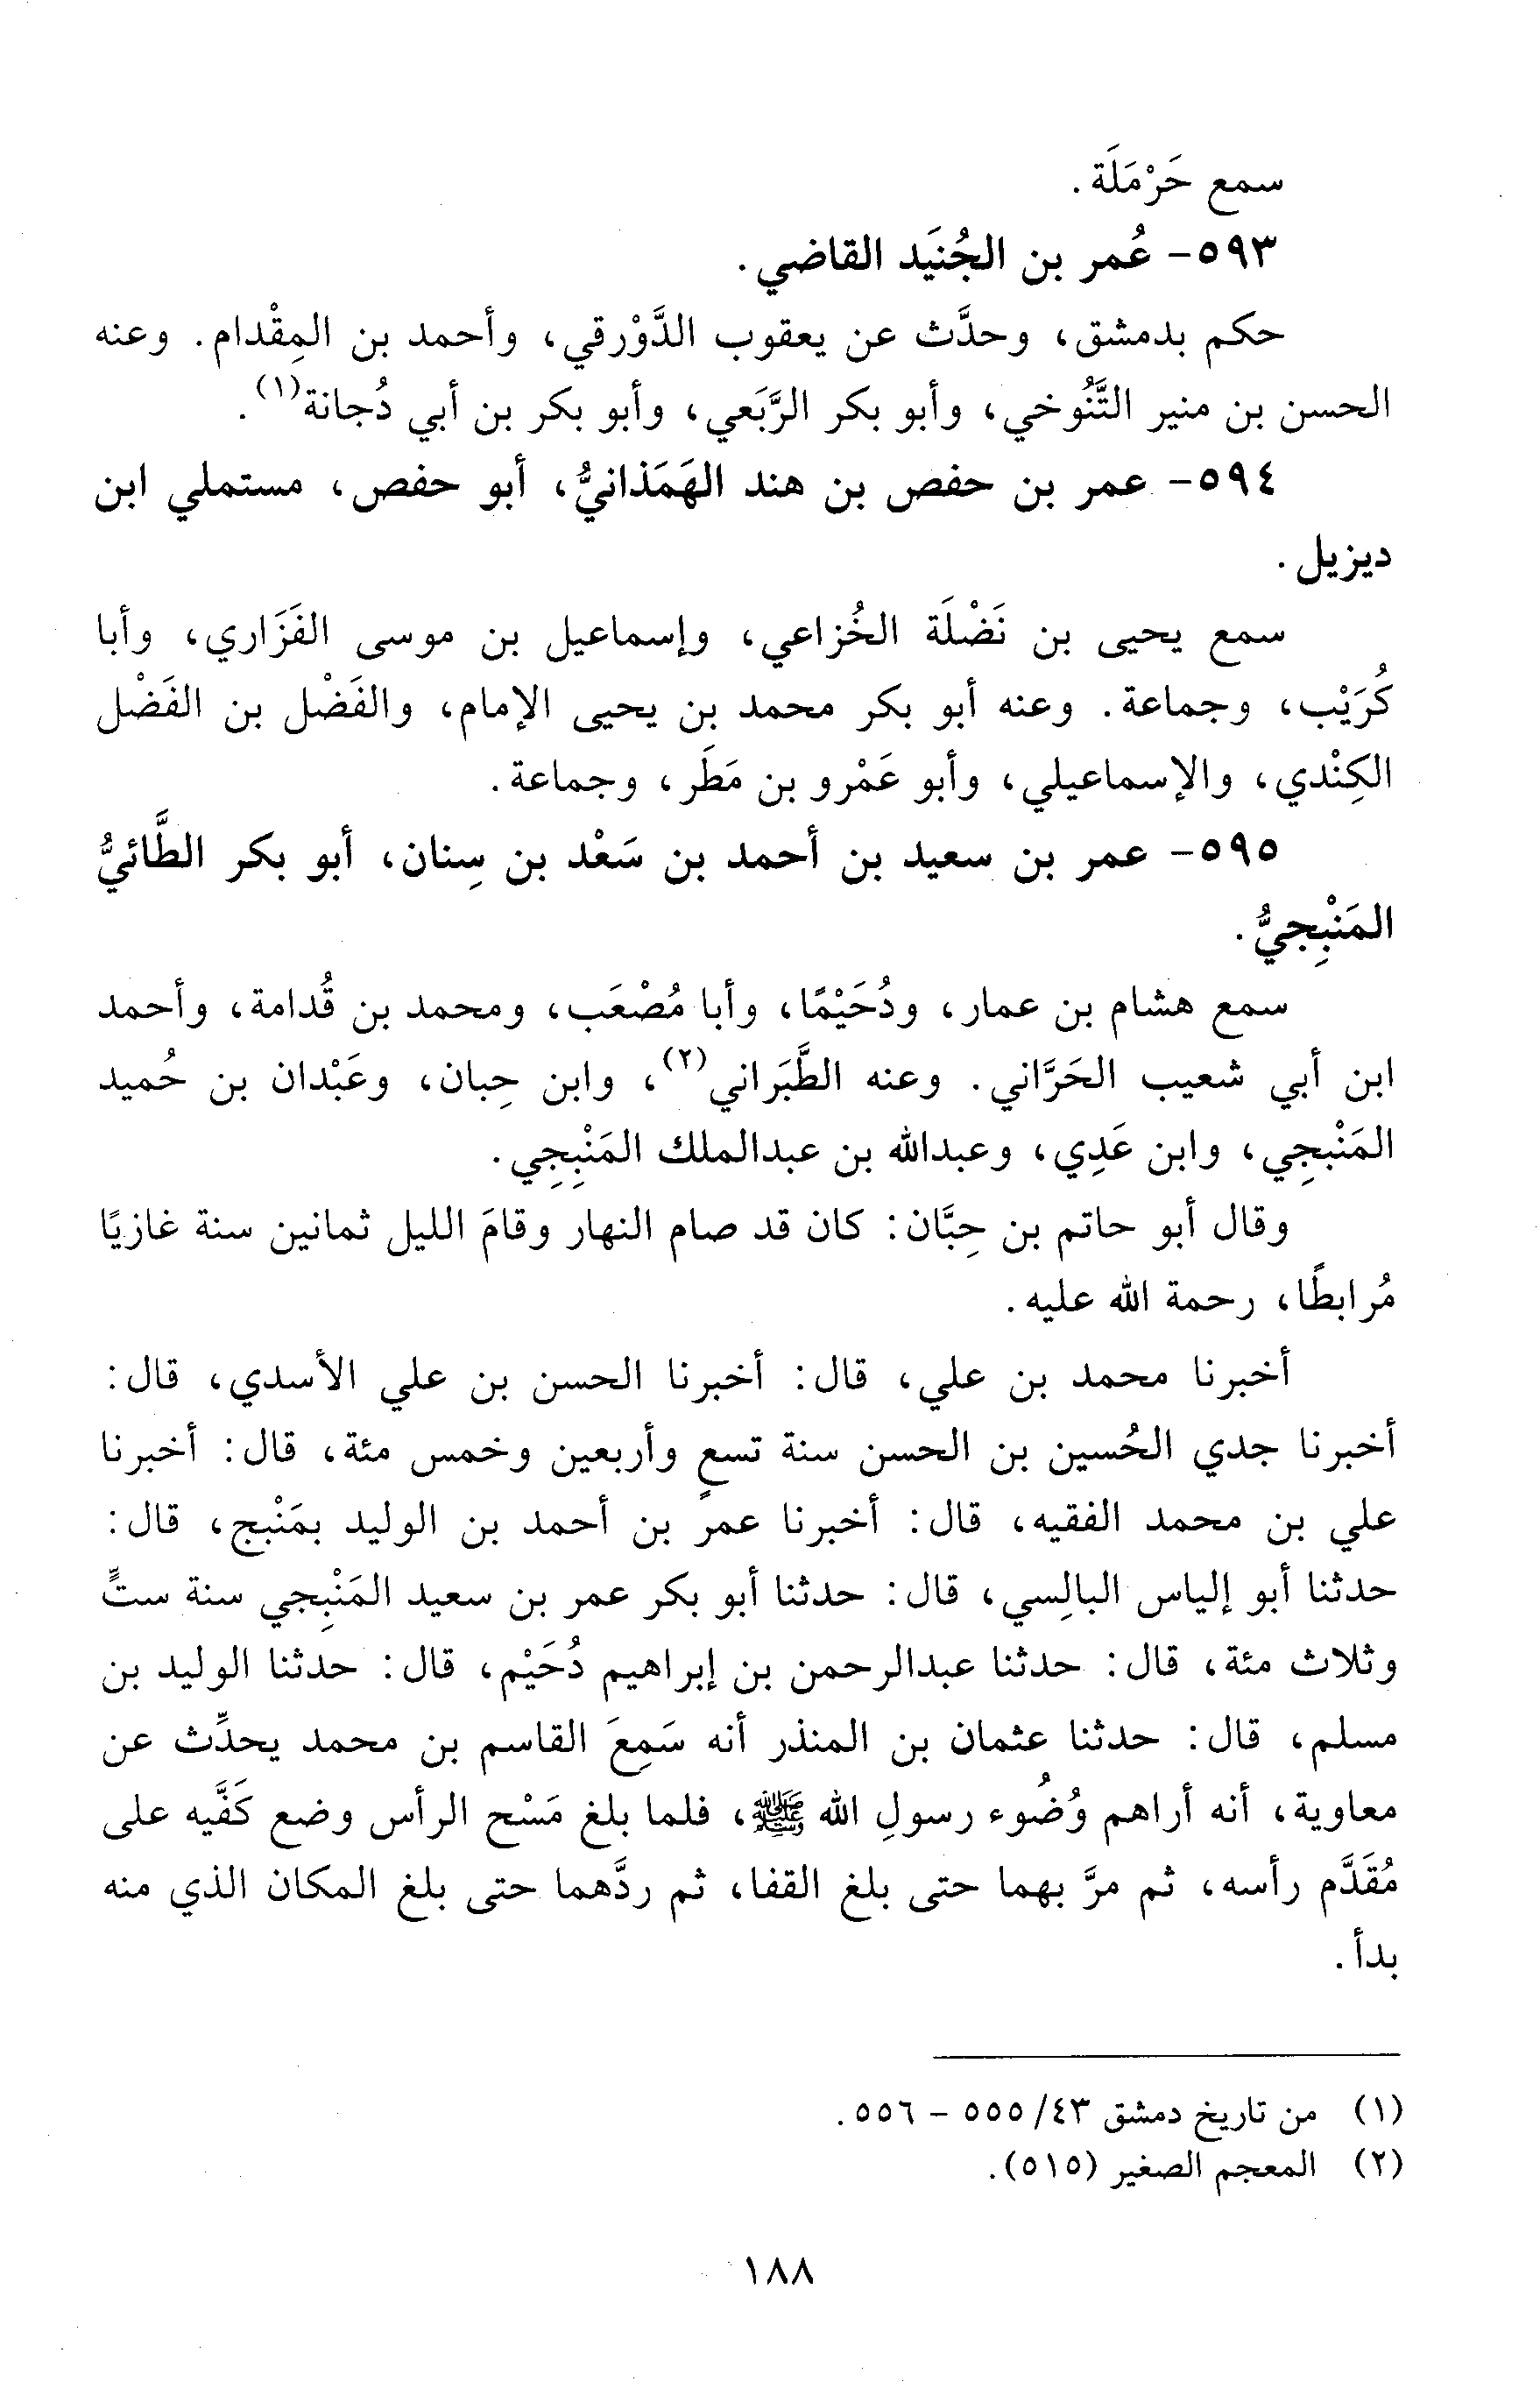 سمع حَرْمَلَة.
٥٩٣- عُمر بن الجُنَيد القاضي.
حكم بدمشق، وحدَّث عن يعقوب الدَّوْرقي، وأحمد بن المِقْدام. وعنه
الحسن بن منير التَّنُوخي، وأبو بكر الرَّبَعي، وأبو بكر بن أبي دُجانة(١).
٥٩٤- عمر بن حفص بن هند الهَمَذانيُّ، أبو حفص، مستملي ابن
ديزيل.
سمع يحيى بن نَضْلَة الخُزاعي، وإسماعيل بن موسى الفَزَاري، وأبا
كُرَيْب، وجماعة. وعنه أبو بكر محمد بن يحيى الإمام، والفَضْل بن الفَضْل
الكِنْدي، والإسماعيلي، وأبو عَمْرو بن مَطَر، وجماعة.
٥٩٥- عمر بن سعيد بن أحمد بن سَعْد بن سِنان، أبو بكر الطَّائيُّ
المَنْبِجيُّ.
سمع هشام بن عمار، ودُحَيْمًا، وأبا مُصْعَب، ومحمد بن قُدامة، وأحمد
ابن أبي شعيب الحَرَّاني. وعنه الطَّبَراني(٢)، وابن حِبان، وعَبْدان بن حُميد
المَنْبجِي، وابن عَدِي، وعبدالله بن عبدالملك المَنْبِجِي.
وقال أبو حاتم بن حِبَّان: كان قد صام النهار وقامَ الليل ثمانين سنة غازيًا
مُرابطًا، رحمة الله عليه.
أخبرنا محمد بن علي، قال: أخبرنا الحسن بن علي الأسدي، قال:
أخبرنا جدي الحُسين بن الحسن سنة تسعٍ وأربعين وخمس مئة، قال: أخبرنا
علي بن محمد الفقيه، قال: أخبرنا عمر بن أحمد بن الوليد بمَنْبج، قال:
حدثنا أبو إلياس البالِسي، قال: حدثنا أبو بكر عمر بن سعيد المَنْبِجي سنة ستٍّ
وثلاث مئة، قال: حدثنا عبدالرحمن بن إبراهيم دُحَيْم، قال: حدثنا الوليد بن
مسلم، قال: حدثنا عثمان بن المنذر أنه سَمِعَ القاسم بن محمد يحدِّث عن
معاوية، أنه أراهم وُضُوء رسولِ الله ﷺ، فلما بلغ مَسْح الرأس وضع كَفَّيه على
مُقَدَّم رأسه، ثم مرَّ بهما حتى بلغ القفا، ثم ردَّهما حتى بلغ المكان الذي منه
بدأ.
(١) من تاريخ دمشق ٤٣/ ٥٥٥ - ٥٥٦.
(٢) المعجم الصغير (٥١٥).
١٨٨